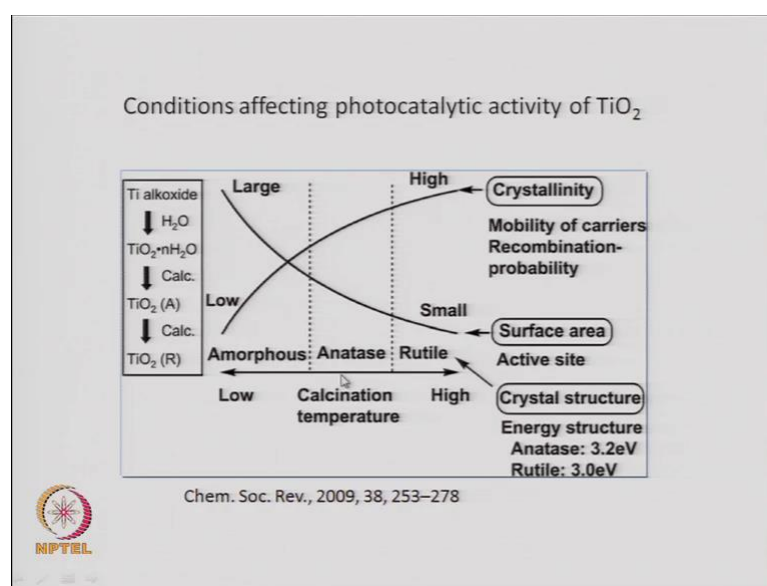 Conditions affecting photocatalytic activity of TiO₂
Ti alkoxide
H₂O
TiO₂•nH₂O
Calc.
TiO₂ (A)
Calc.
TiO₂ (R)
Large
High
Low
Small
Amorphous
Anatase
Rutile
Low
Calcination
temperature
High
Crystallinity
Mobility of carriers
Recombination-
probability
Surface area
Active site
Crystal structure
Energy structure
Anatase: 3.2eV
Rutile: 3.0eV
Chem. Soc. Rev., 2009, 38, 253–278
NPTEL